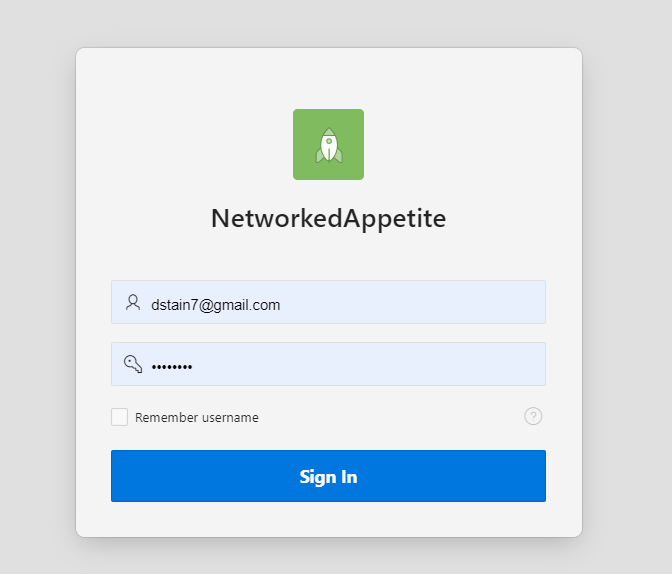 NetworkedAppetite
dstain7@gmail.com
••••••••
Remember username
?
Sign In